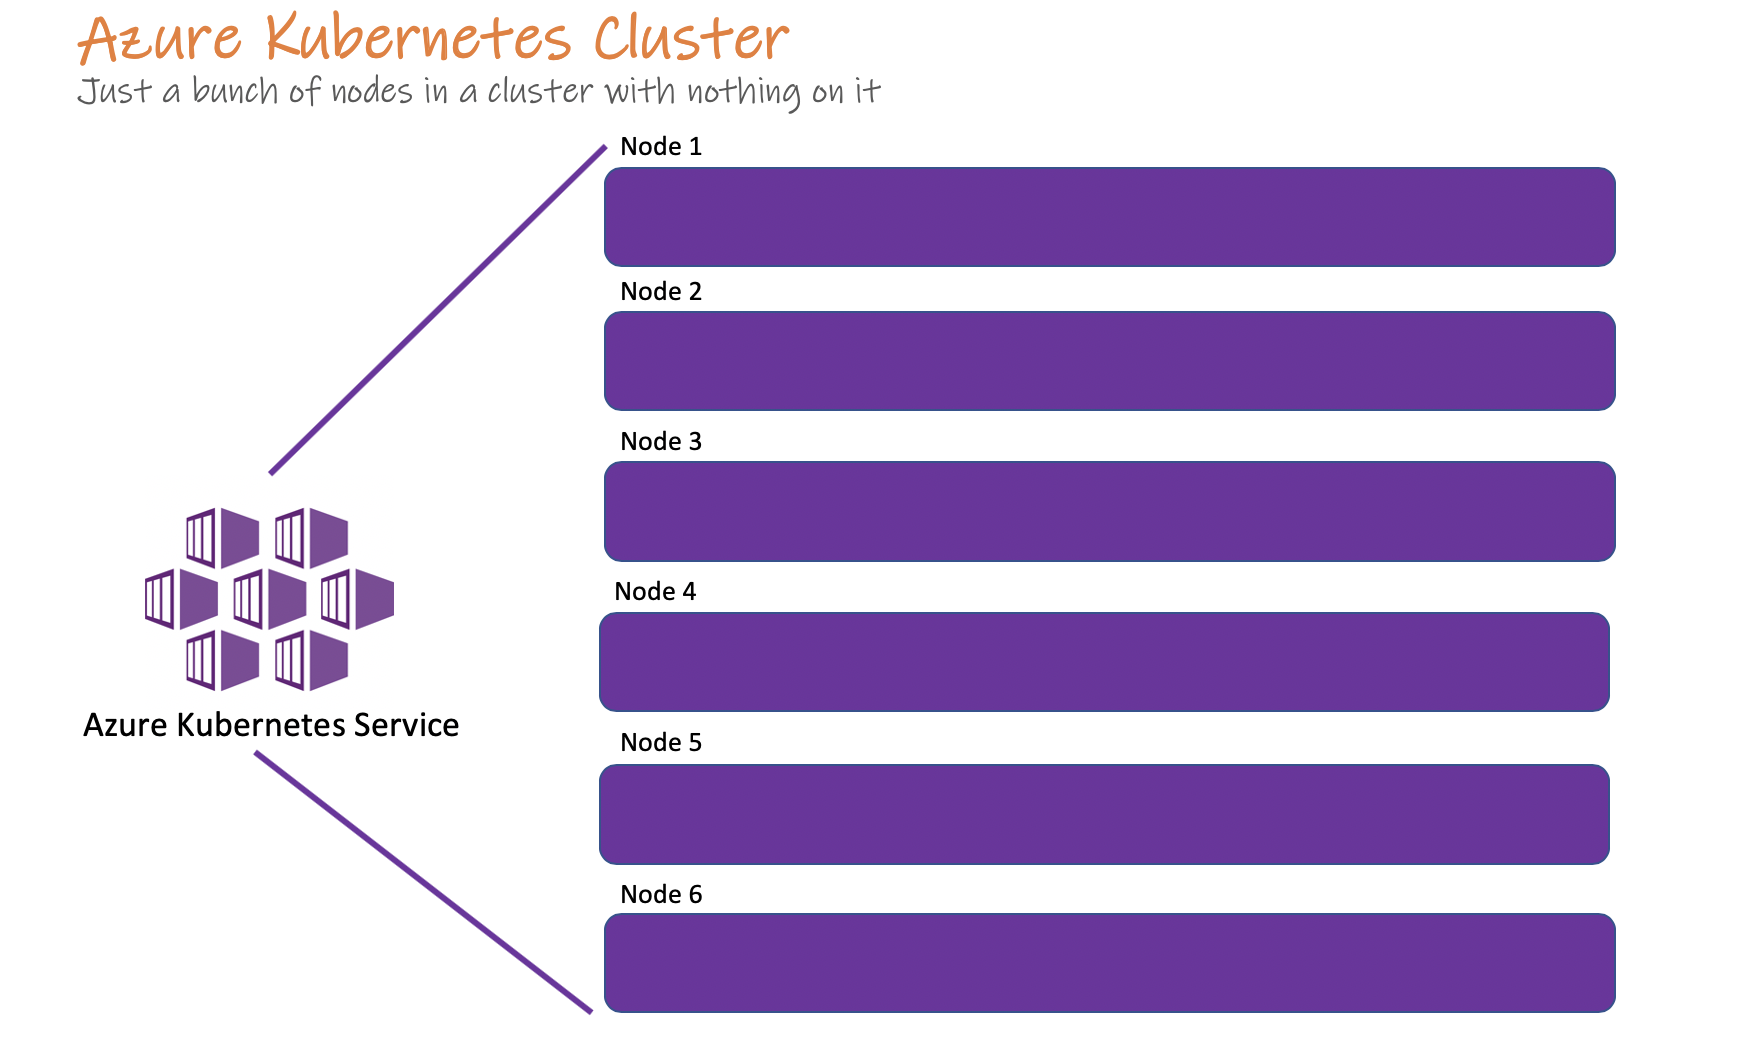 Azure Kubernetes Cluster
Just a bunch of nodes in a cluster with nothing on it
Node 1
Node 2
Node 3
Node 4
Azure Kubernetes Service
Node 5
Node 6